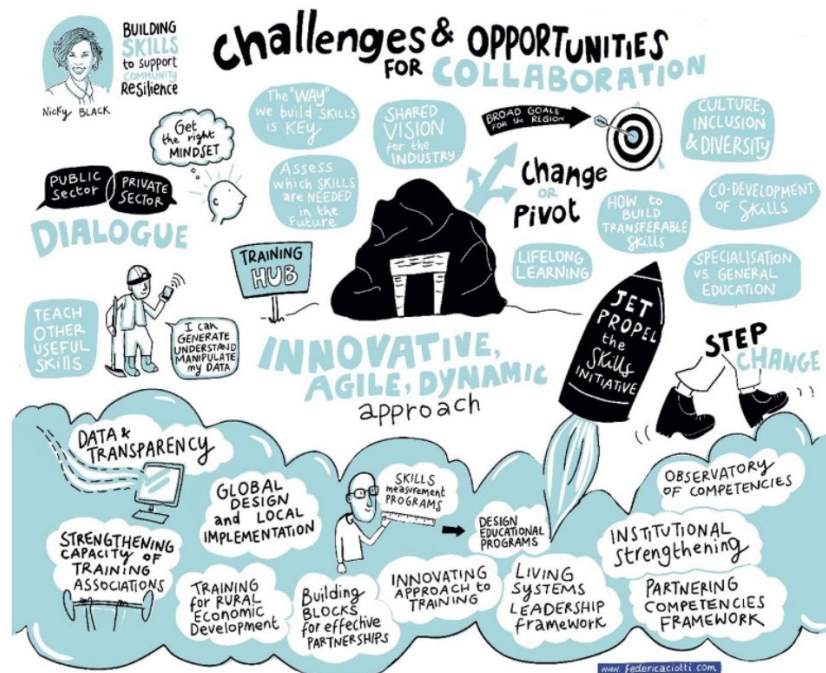 BUILDING
SKILLS
to support
COMMUNITY
Resilience
Nicky BLACK
Challenges & OPPORTUNITIES
FOR COLLABORATION
Get
the right
MINDSET
The "WAY"
we build SKILLS
is KEY
SHARED
VISION
for the
INDUSTRY
BROAD GOALS
FOR the REGION
CULTURE,
INCLUSION
& DIVERSITY
PUBLIC
Sector
PRIVATE
SECTOR
DIALOGUE
Assess
which SKILLS
are NEEDED
in the
Future
Change
OR
Pivot
HOW to
BUILD
TRANSFERABLE
Skills
CO-DEVELOPMENT
OF Skills
TRAINING
HUB
LIFELONG
LEARNING
SPECIALISATION
VS GENERAL
EDUCATION
TEACH
OTHER
USEFUL
SKILLS
I can
GENERATE
UNDERSTAND
MANIPULATE
my DATA
INNOVATIVE,
AGILE, DYNAMIC
approach
JET
PROPEL
the
Skills
INITIATIVE
STEP
CHANGE
DATA &
TRANSPARENCY
GLOBAL
DESIGN
and LOCAL
IMPLEMENTATION
SKILLS
measurement
PROGRAMS
DESIGN
EDUCATIONAL
PROGRAMS
OBSERVATORY
OF COMPETENCIES
STRENGTHENING
CAPACITY OF
TRAINING
ASSOCIATIONS
TRAINING
for RURAL
Economic
Development
Building
BLOCKS
for effective
PARTNERSHIPS
INNOVATING
APPROACH to
TRAINING
LIVING
SYSTEMS
LEADERSHIP
framework
INSTITUTIONAL
strengthening
PARTNERING
COMPETENCIES
FRAMEWORK
www.federicaciotti.com